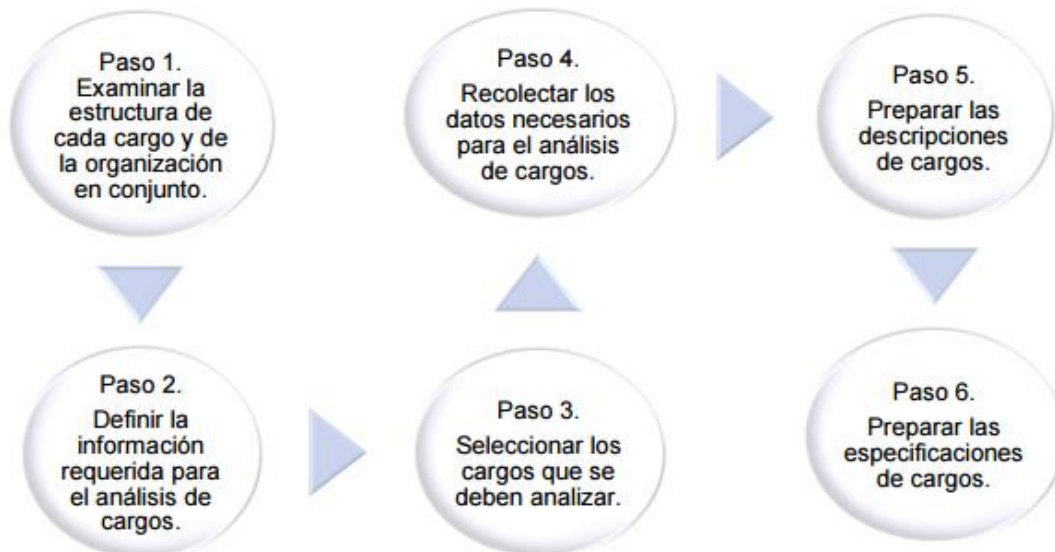 Paso 1.
Examinar la
estructura de
cada cargo y de
la organización
en conjunto.
Paso 2.
Definir la
información
requerida para
el análisis de
cargos.
Paso 3.
Seleccionar los
cargos que se
deben analizar.
Paso 4.
Recolectar los
datos necesarios
para el análisis
de cargos.
Paso 5.
Preparar las
descripciones
de cargos.
Paso 6.
Preparar las
especificaciones
de cargos.